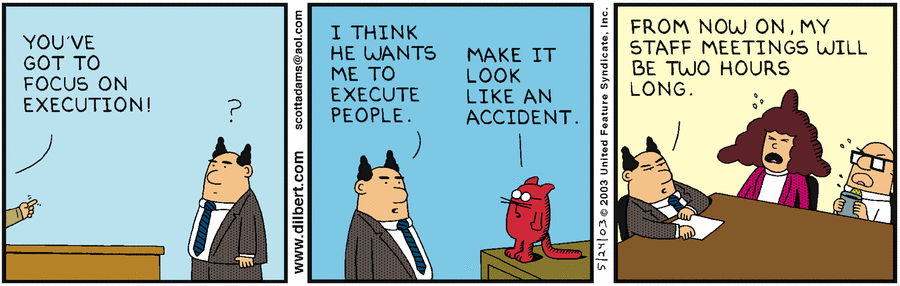 YOU'VE
GOT TO
FOCUS ON
EXECUTION!
?
www.dilbert.com scottadams@aol.com
I THINK
HE WANTS
ME TO
EXECUTE
PEOPLE.
MAKE IT
LOOK
LIKE AN
ACCIDENT.
5/24/03 © 2003 United Feature Syndicate, Inc.
FROM NOW ON, MY
STAFF MEETINGS WILL
BE TWO HOURS
LONG.